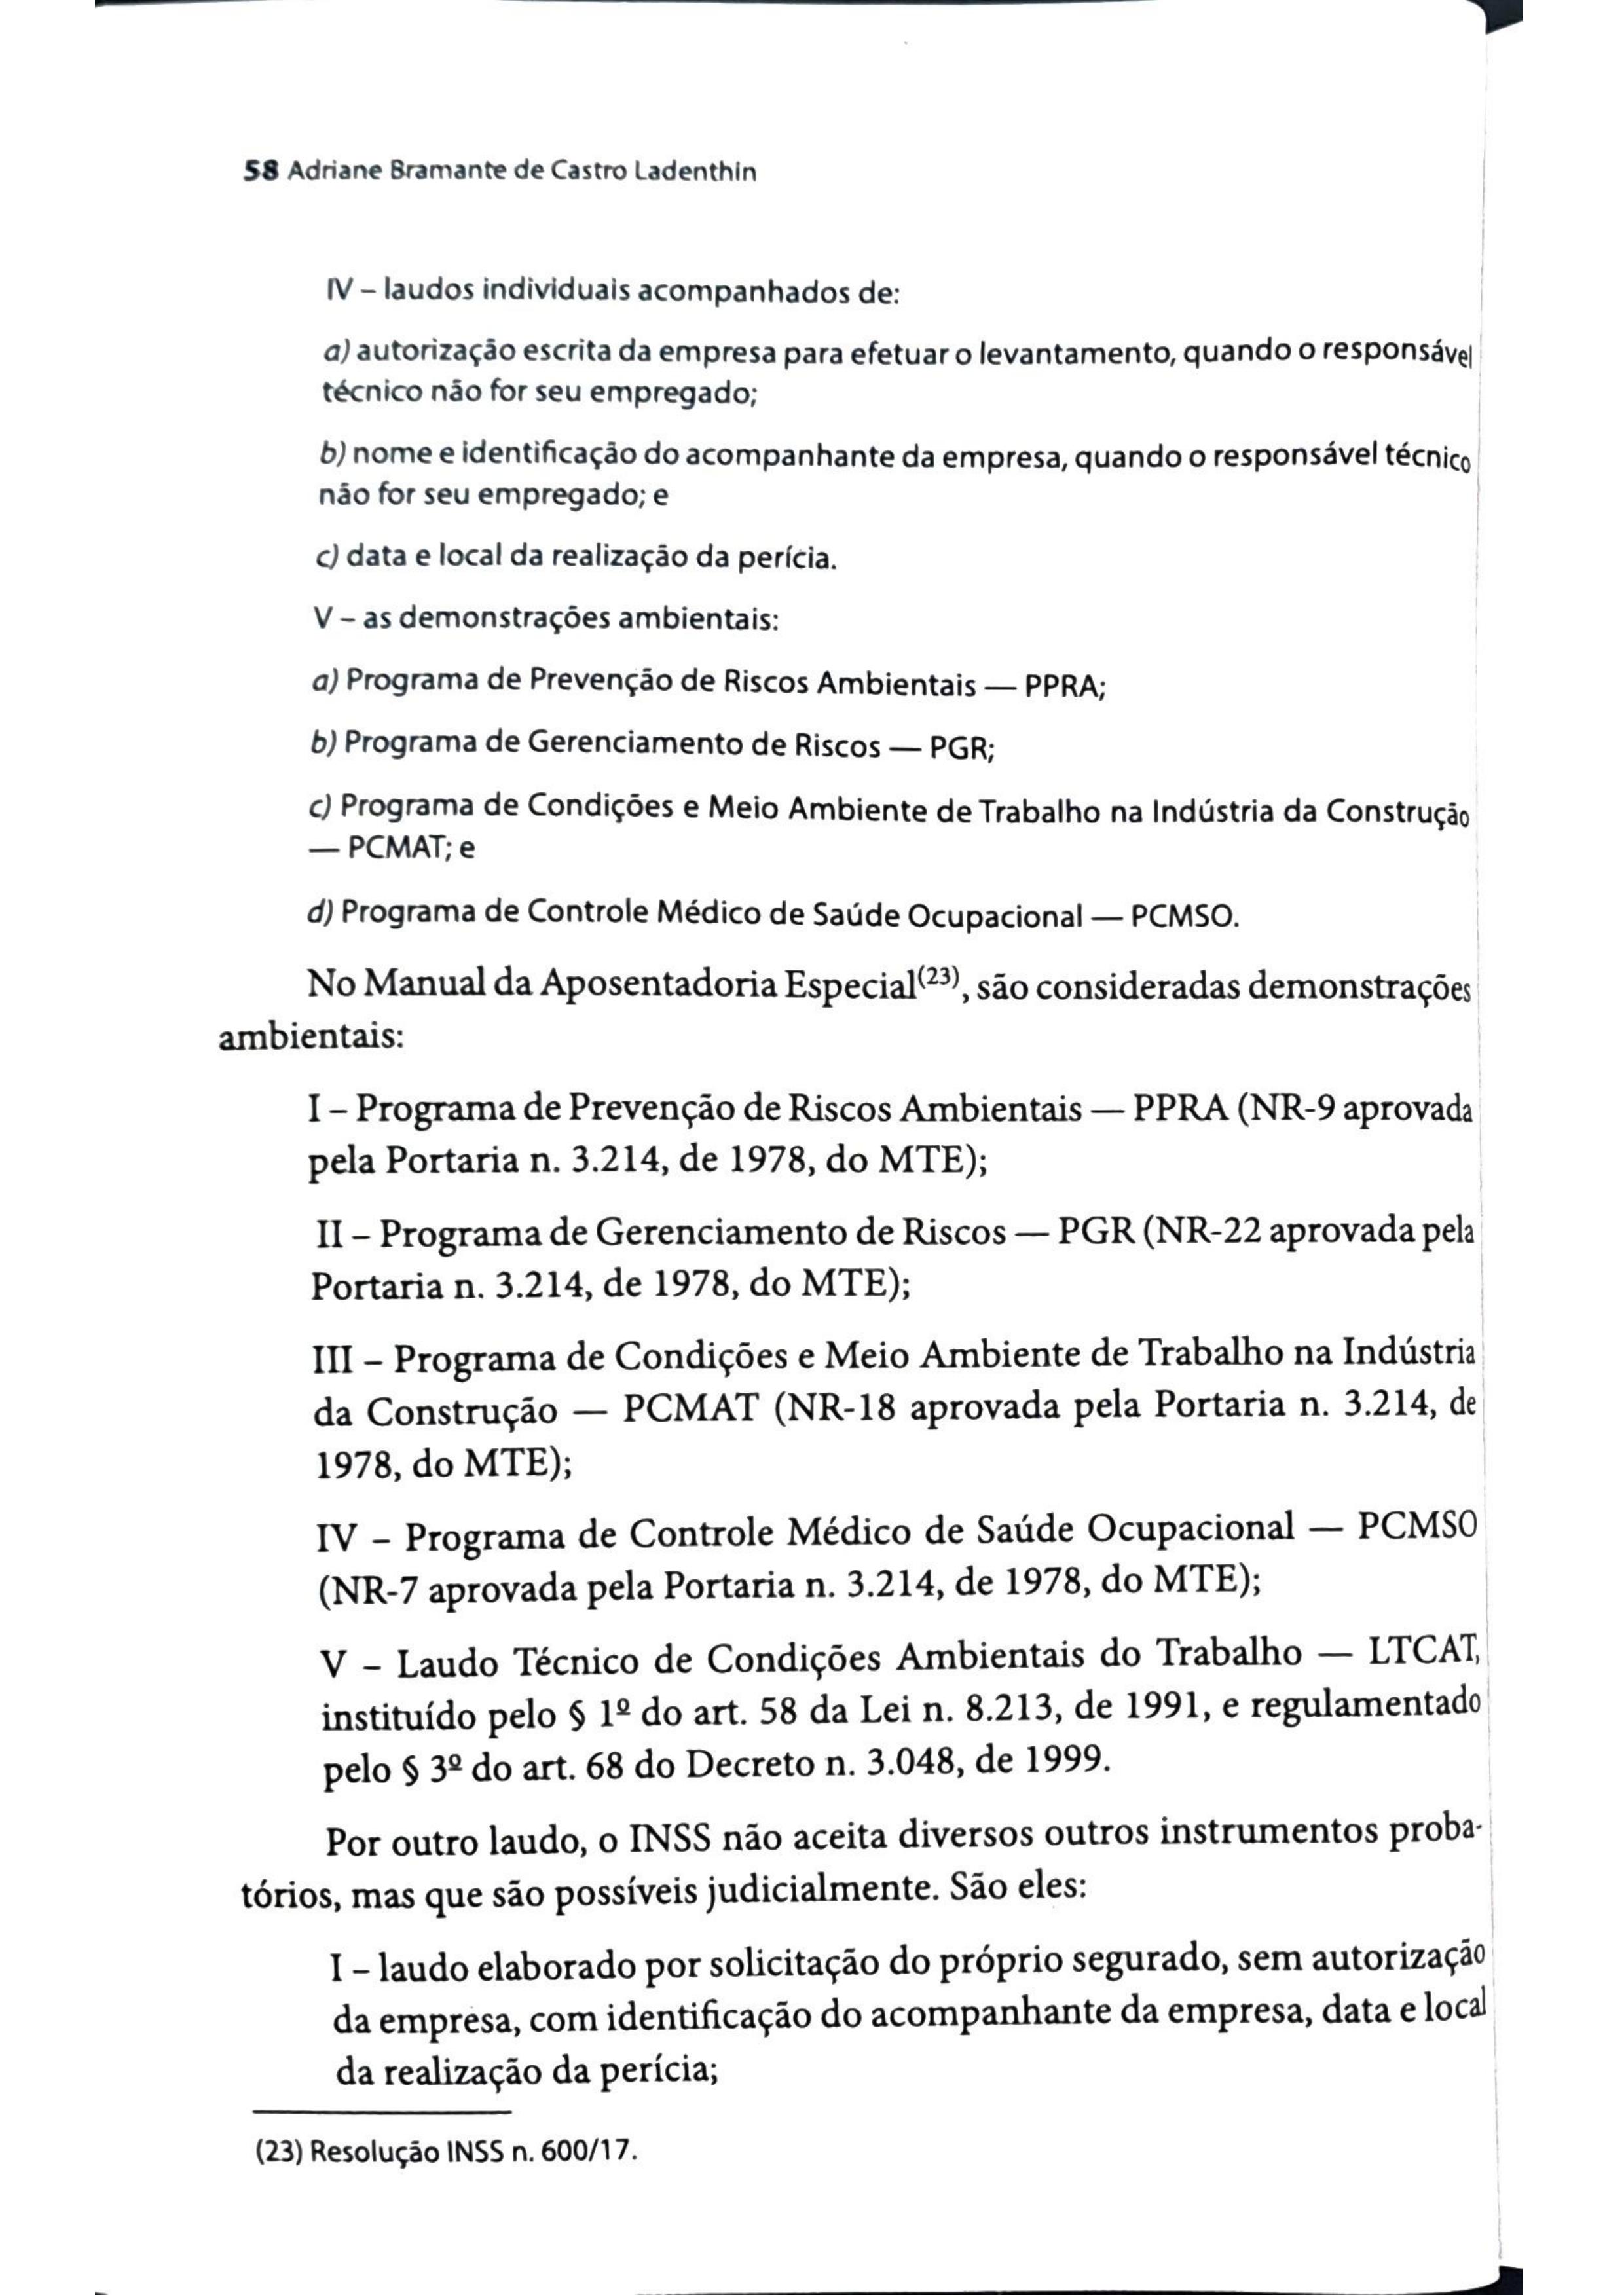 58 Adriane Bramante de Castro Ladenthin
IV – laudos individuais acompanhados de:
a) autorização escrita da empresa para efetuar o levantamento, quando o responsável
técnico não for seu empregado;
b) nome e identificação do acompanhante da empresa, quando o responsável técnico
não for seu empregado; e
c) data e local da realização da perícia.
V – as demonstrações ambientais:
a) Programa de Prevenção de Riscos Ambientais — PPRA;
b) Programa de Gerenciamento de Riscos — PGR;
c) Programa de Condições e Meio Ambiente de Trabalho na Indústria da Construção
— PCMAT; e
d) Programa de Controle Médico de Saúde Ocupacional — PCMSO.
No Manual da Aposentadoria Especial(23), são consideradas demonstrações
ambientais:
I – Programa de Prevenção de Riscos Ambientais — PPRA (NR-9 aprovada
pela Portaria n. 3.214, de 1978, do MTE);
II – Programa de Gerenciamento de Riscos — PGR (NR-22 aprovada pela
Portaria n. 3.214, de 1978, do MTE);
III – Programa de Condições e Meio Ambiente de Trabalho na Indústria
da Construção — PCMAT (NR-18 aprovada pela Portaria n. 3.214, de
1978, do MTE);
IV – Programa de Controle Médico de Saúde Ocupacional — PCMSO
(NR-7 aprovada pela Portaria n. 3.214, de 1978, do MTE);
V – Laudo Técnico de Condições Ambientais do Trabalho — LTCAT,
instituído pelo § 1º do art. 58 da Lei n. 8.213, de 1991, e regulamentado
pelo § 3º do art. 68 do Decreto n. 3.048, de 1999.
Por outro laudo, o INSS não aceita diversos outros instrumentos proba-
tórios, mas que são possíveis judicialmente. São eles:
I – laudo elaborado por solicitação do próprio segurado, sem autorização
da empresa, com identificação do acompanhante da empresa, data e local
da realização da perícia;
(23) Resolução INSS n. 600/17.